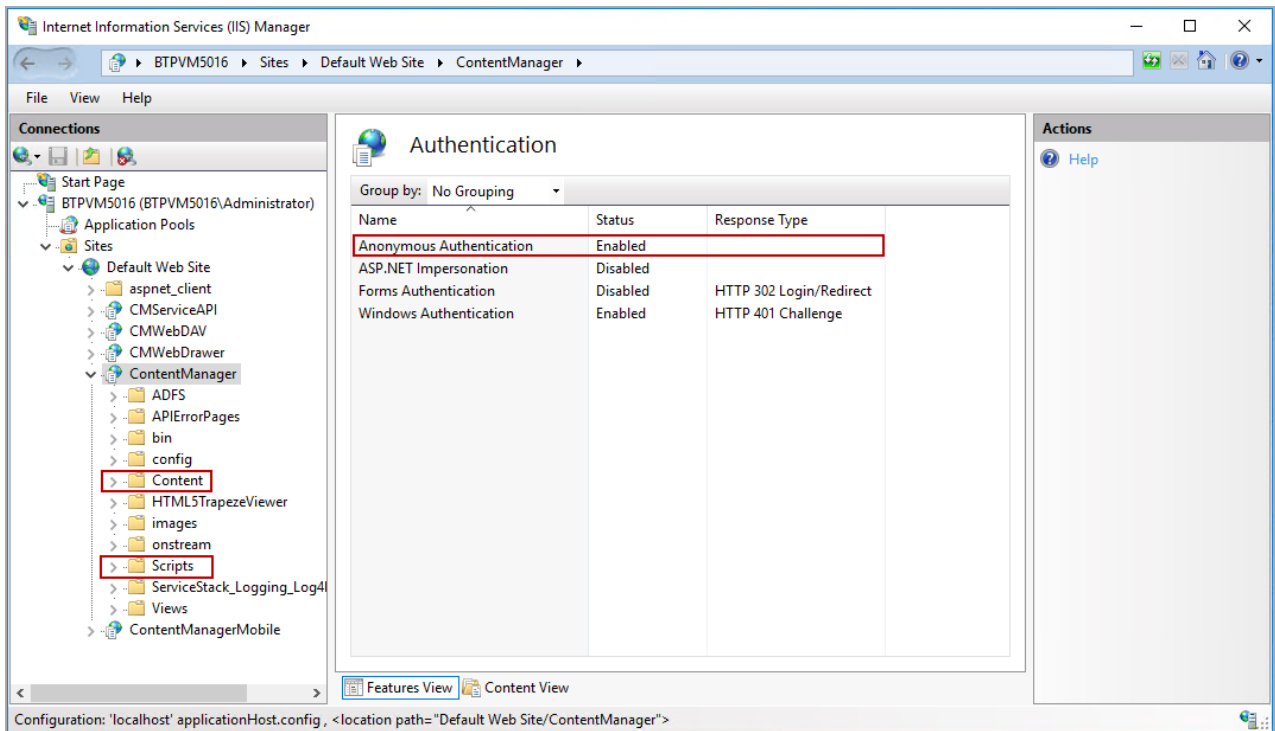 Internet Information Services (IIS) Manager
BTPVM5016 Sites Default Web Site ContentManager
File View Help
Connections
Start Page
BTPVM5016 (BTPVM5016\Administrator)
Application Pools
Sites
Default Web Site
aspnet_client
CMServiceAPI
CMWebDAV
CMWebDrawer
ContentManager
ADFS
APIErrorPages
bin
config
Content
HTML5TrapezeViewer
images
onstream
Scripts
ServiceStack_Logging_Log4
Views
ContentManagerMobile
Authentication
Group by: No Grouping
Name Status Response Type
Anonymous Authentication Enabled
ASP.NET Impersonation Disabled
Forms Authentication Disabled HTTP 302 Login/Redirect
Windows Authentication Enabled HTTP 401 Challenge
Features View Content View
Actions
Help
Configuration: 'localhost' applicationHost.config , <location path="Default Web Site/ContentManager">